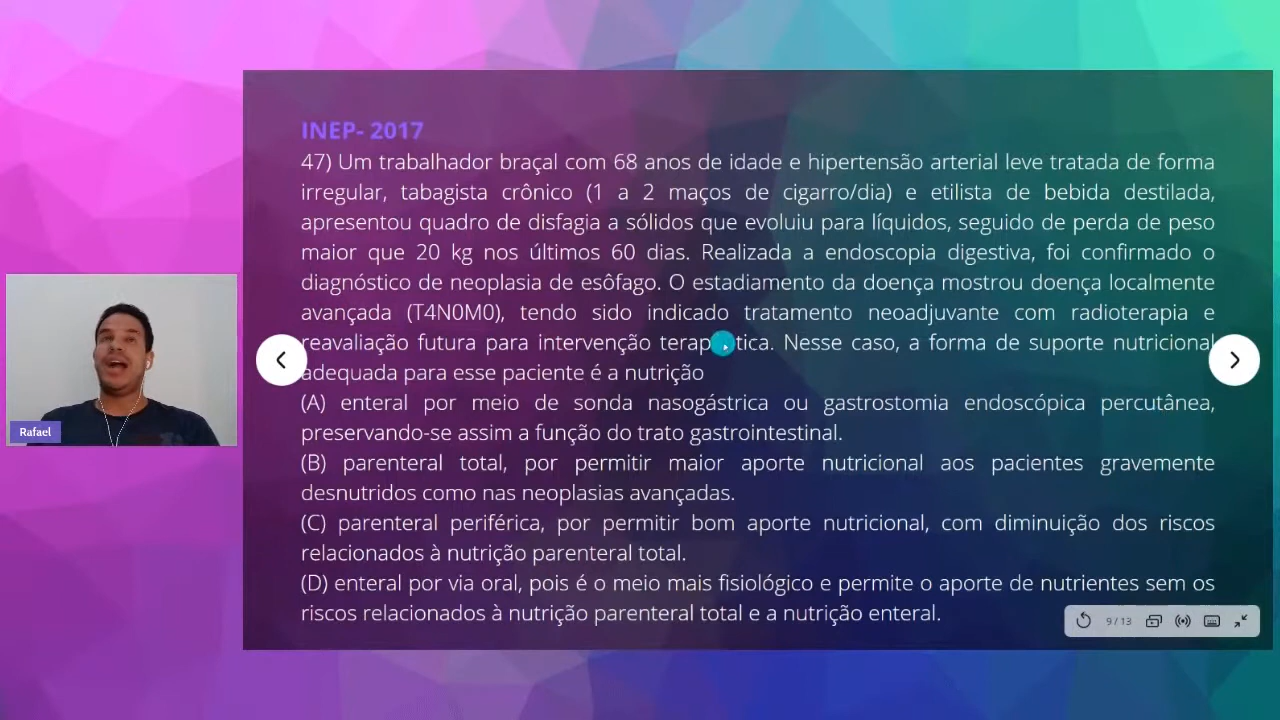 INEP- 2017
47) Um trabalhador braçal com 68 anos de idade e hipertensão arterial leve tratada de forma
irregular, tabagista crônico (1 a 2 maços de cigarro/dia) e etilista de bebida destilada,
apresentou quadro de disfagia a sólidos que evoluiu para líquidos, seguido de perda de peso
maior que 20 kg nos últimos 60 dias. Realizada a endoscopia digestiva, foi confirmado o
diagnóstico de neoplasia de esôfago. O estadiamento da doença mostrou doença localmente
avançada (T4N0M0), tendo sido indicado tratamento neoadjuvante com radioterapia e
reavaliação futura para intervenção terap tica. Nesse caso, a forma de suporte nutricional
adequada para esse paciente é a nutrição
(A) enteral por meio de sonda nasogástrica ou gastrostomia endoscópica percutânea,
preservando-se assim a função do trato gastrointestinal.
(B) parenteral total, por permitir maior aporte nutricional aos pacientes gravemente
desnutridos como nas neoplasias avançadas.
(C) parenteral periférica, por permitir bom aporte nutricional, com diminuição dos riscos
relacionados à nutrição parenteral total.
(D) enteral por via oral, pois é o meio mais fisiológico e permite o aporte de nutrientes sem os
riscos relacionados à nutrição parenteral total e a nutrição enteral.
Rafael
9/13